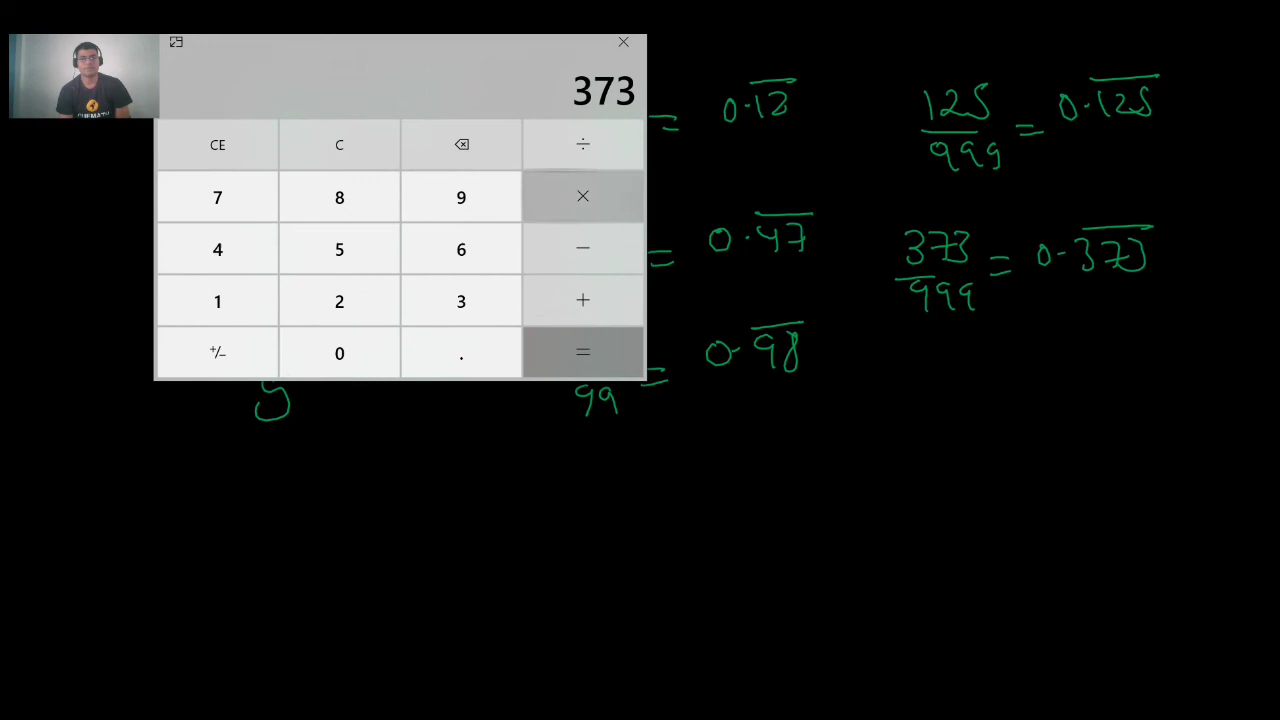 373
CE C ÷
7 8 9 ×
4 5 6 −
1 2 3 +
+/− 0 . =
= 0.12
= 0.47
99 = 0.98
9
125/999 = 0.125
373/999 = 0.373